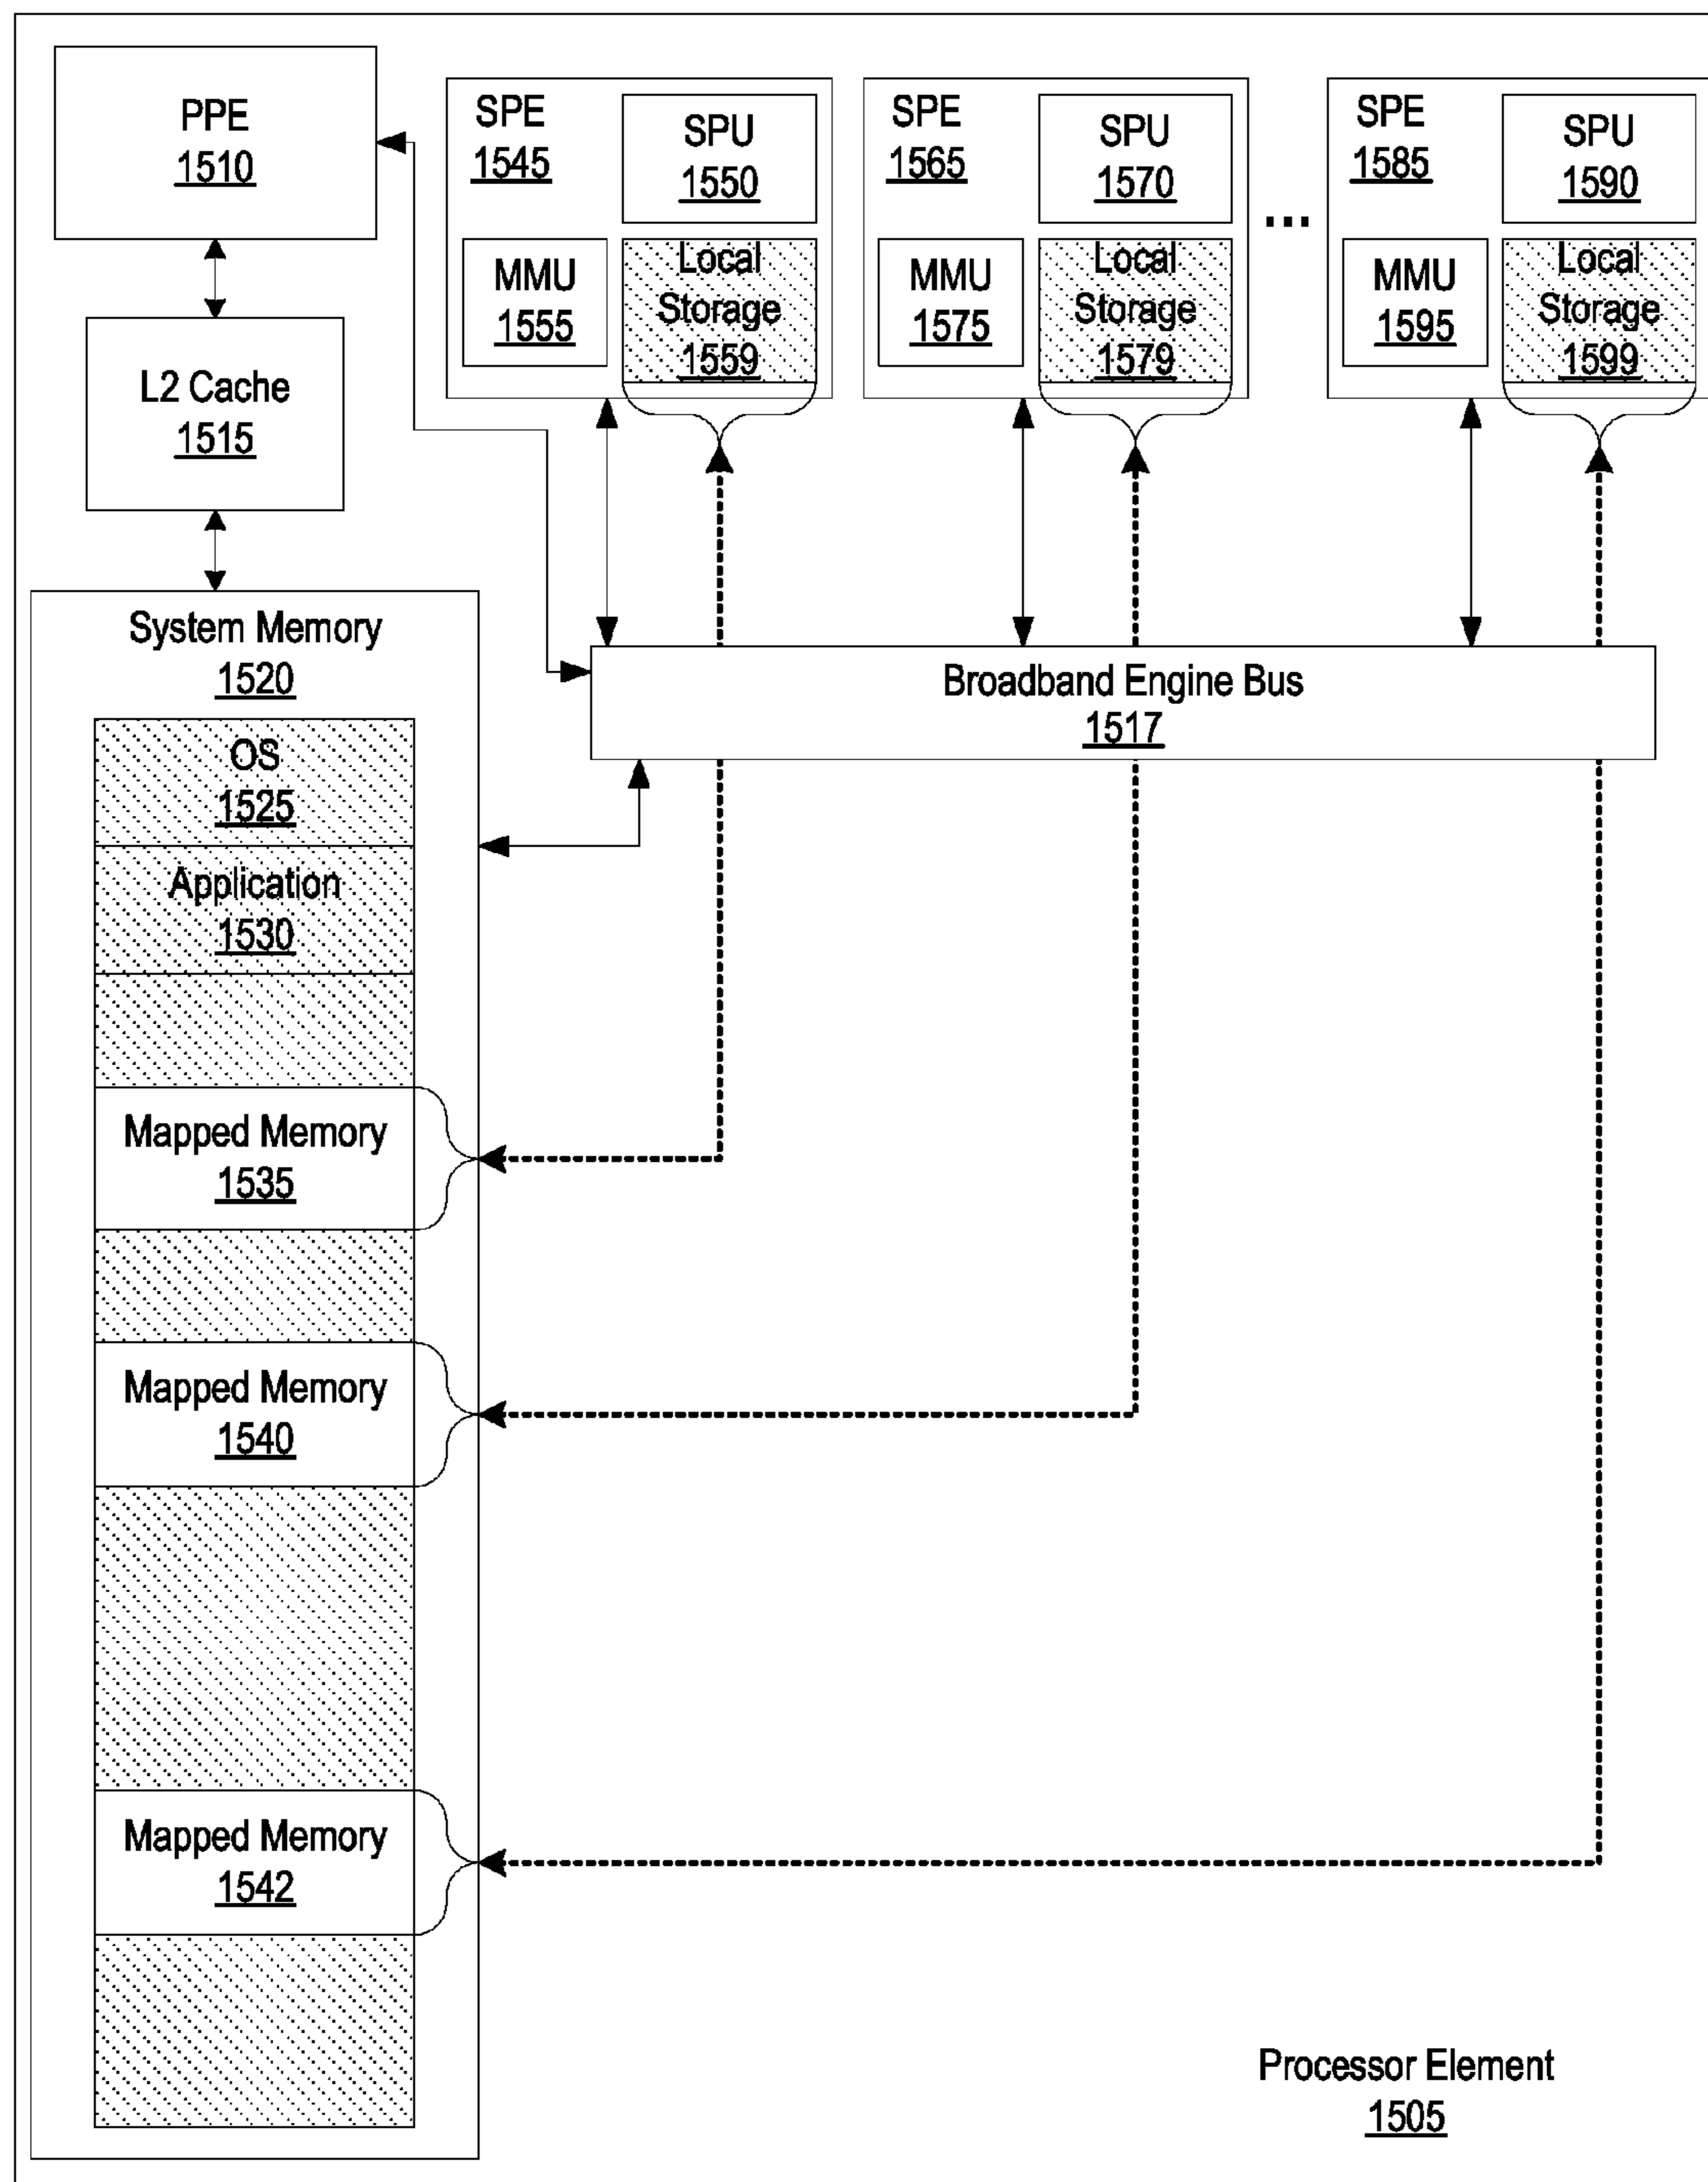 PPE
1510
SPE
1545
SPU
1550
MMU
1555
Local
Storage
1559
SPE
1565
SPU
1570
MMU
1575
Local
Storage
1579
...
SPE
1585
SPU
1590
MMU
1595
Local
Storage
1599
L2 Cache
1515
System Memory
1520
Broadband Engine Bus
1517
OS
1525
Application
1530
Mapped Memory
1535
Mapped Memory
1540
Mapped Memory
1542
Processor Element
1505